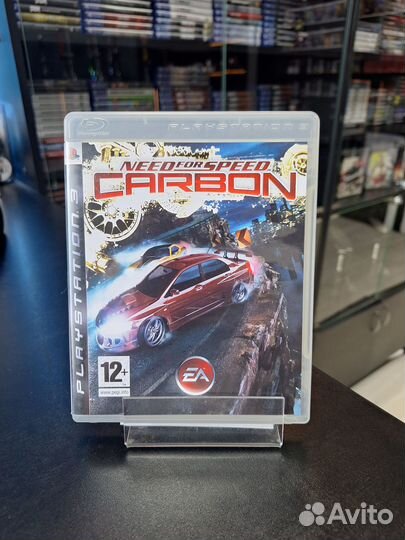 PLAYSTATION 3
PLAYSTATION 3
NEED FOR SPEED
CARBON
12+
www.pegi.info
EA
Avito